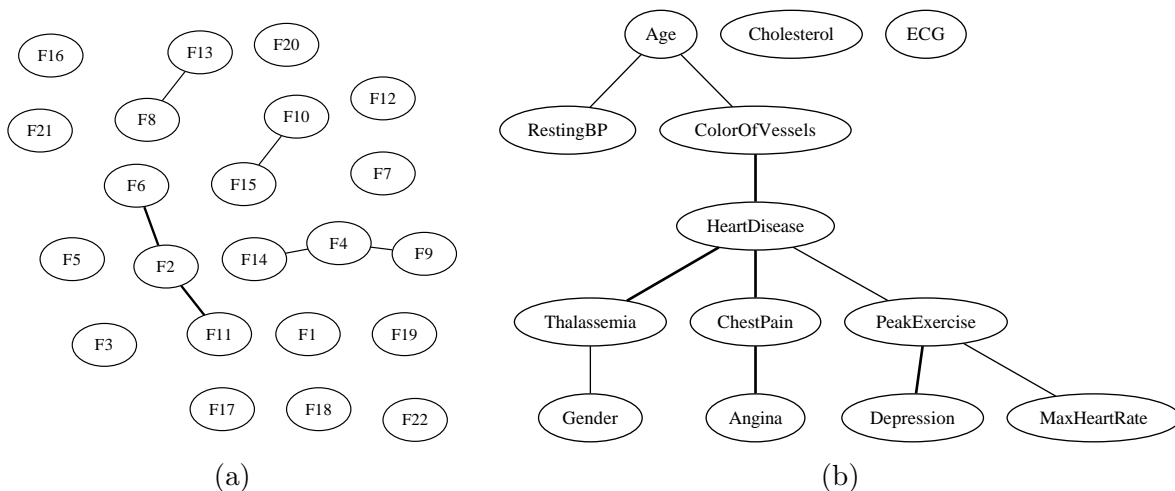 F16
F13
F20
F21
F8
F10
F12
F6
F15
F7
F5
F2
F14
F4
F9
F3
F11
F1
F19
F17
F18
F22
(a)
Age
Cholesterol
ECG
RestingBP
ColorOfVessels
HeartDisease
Thalassemia
ChestPain
PeakExercise
Gender
Angina
Depression
MaxHeartRate
(b)